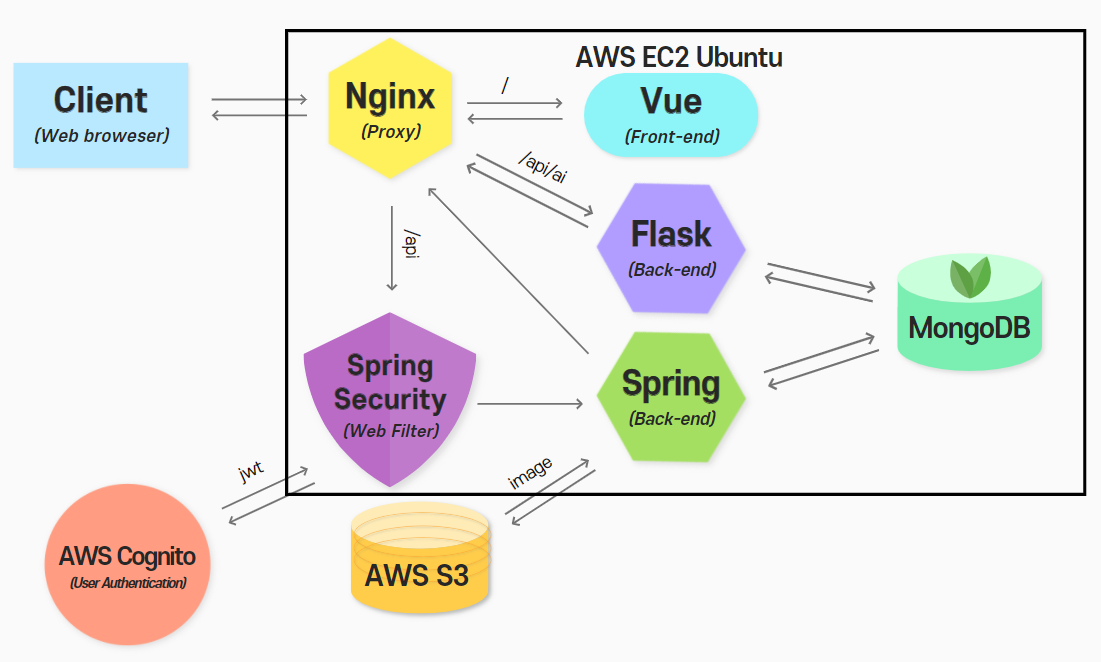 AWS EC2 Ubuntu
Client
(Web broweser)
Nginx
(Proxy)
/
Vue
(Front-end)
/api/ai
/api
Flask
(Back-end)
MongoDB
Spring
Security
(Web Filter)
Spring
(Back-end)
jwt
image
AWS Cognito
(User Authentication)
AWS S3